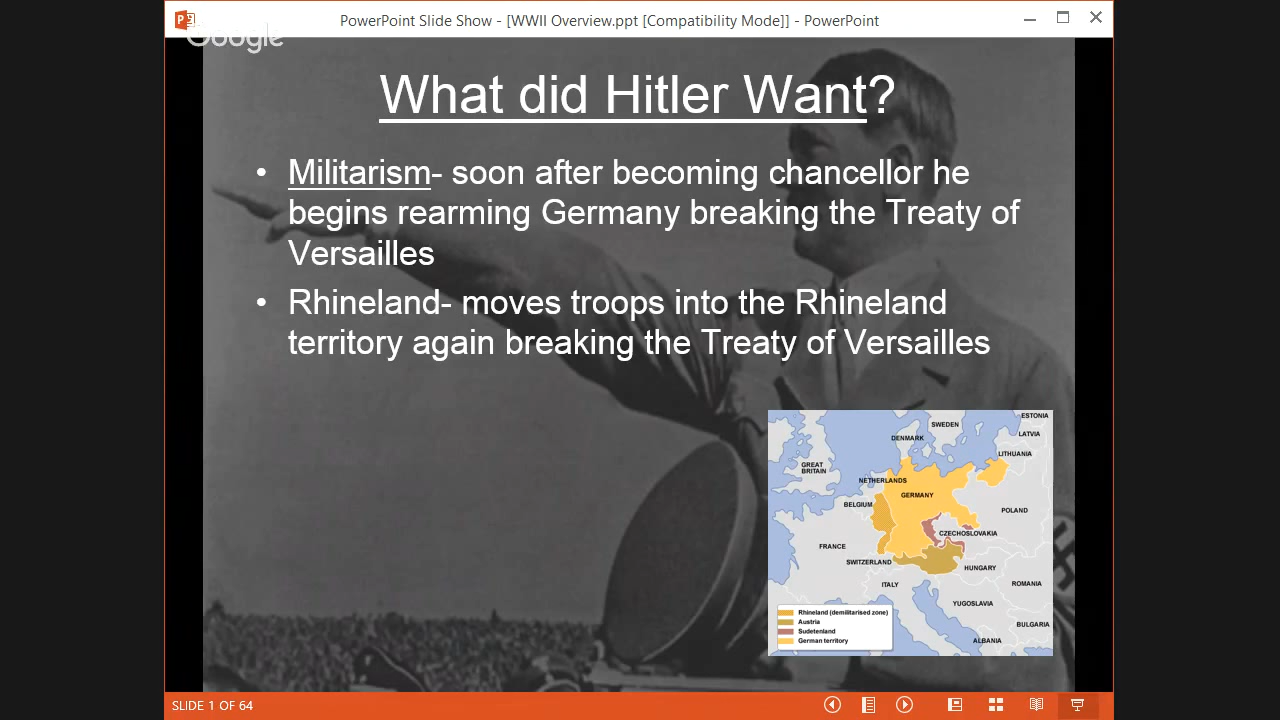 PowerPoint Slide Show - [WWII Overview.ppt [Compatibility Mode]] - PowerPoint
Google
What did Hitler Want?
• Militarism- soon after becoming chancellor he
begins rearming Germany breaking the Treaty of
Versailles
• Rhineland- moves troops into the Rhineland
territory again breaking the Treaty of Versailles
ESTONIA
SWEDEN
LATVIA
DENMARK
LITHUANIA
GREAT
BRITAIN
NETHERLANDS
GERMANY
BELGIUM
POLAND
CZECHOSLOVAKIA
FRANCE
SWITZERLAND
HUNGARY
ITALY
ROMANIA
YUGOSLAVIA
BULGARIA
ALBANIA
Rhineland (demilitarised zone)
Austria
Sudetenland
German territory
SLIDE 1 OF 64